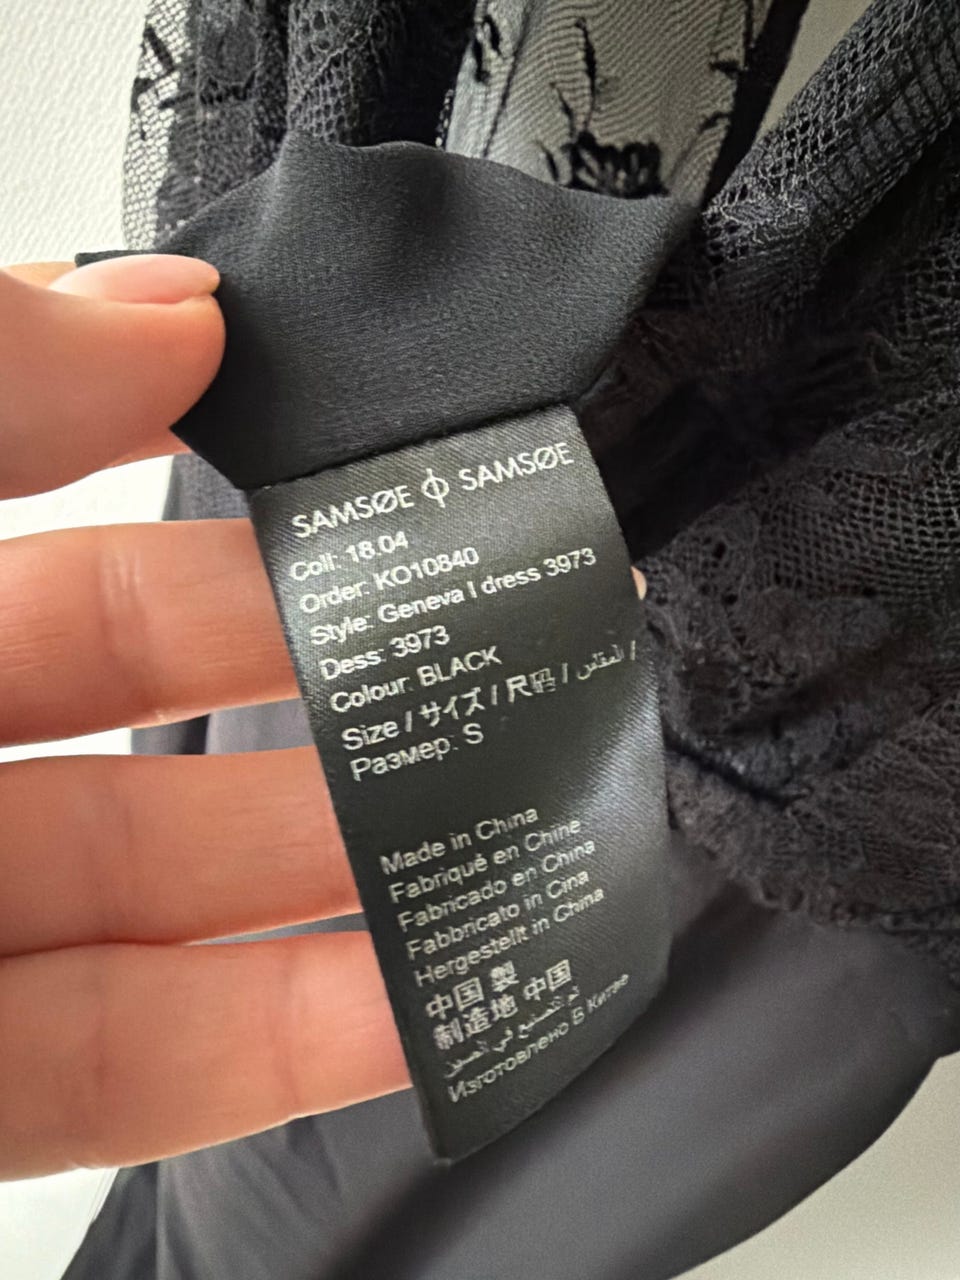 SAMSØE ɸ SAMSØE
Coll: 18.04
Order: KO10840
Style: Geneva l dress 3973
Dess: 3973
Colour: BLACK
Size / サイズ / 尺码 / المقاس /
Размер: S
Made in China
Fabriqué en Chine
Fabricado en China
Fabbricato in Cina
Hergestellt in China
中国 製
制造地 中国
تم التصنيع في الصين
Изготовлено В Китае